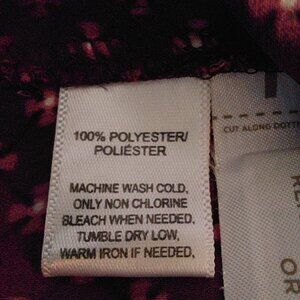 100% POLYESTER/
POLIÉSTER
MACHINE WASH COLD,
ONLY NON CHLORINE
BLEACH WHEN NEEDED,
TUMBLE DRY LOW,
WARM IRON IF NEEDED.
CUT ALONG
OR